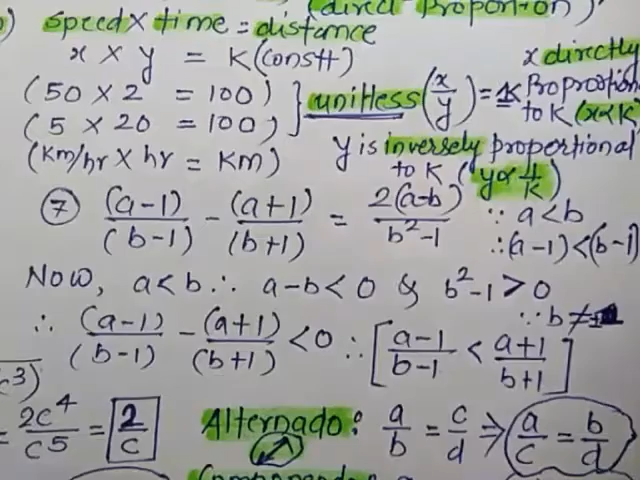 (direct Proportion)
speed × time = distance
x × y = K (constt)
x directly
(50 × 2 = 100)
(5 × 20 = 100)
unitless (x/y) = K
Proprotion to K (x ∝ K
(Km/hr × hr = Km)
y is inversely proportional to K (y ∝ 1/K)
⑦ (a-1)/(b-1) - (a+1)/(b+1) = 2(a-b)/b²-1 ∵ a<b
∴ (a-1) < (b-1)
Now, a<b ∴ a-b<0 & b²-1>0
∵ b≠
∴ (a-1)/(b-1) - (a+1)/(b+1) < 0 ∴ [a-1/b-1 < a+1/b+1]
c³)
= 2c⁴/c⁵ = 2/c
Alternado: a/b = c/d ⇒ a/c = b/d